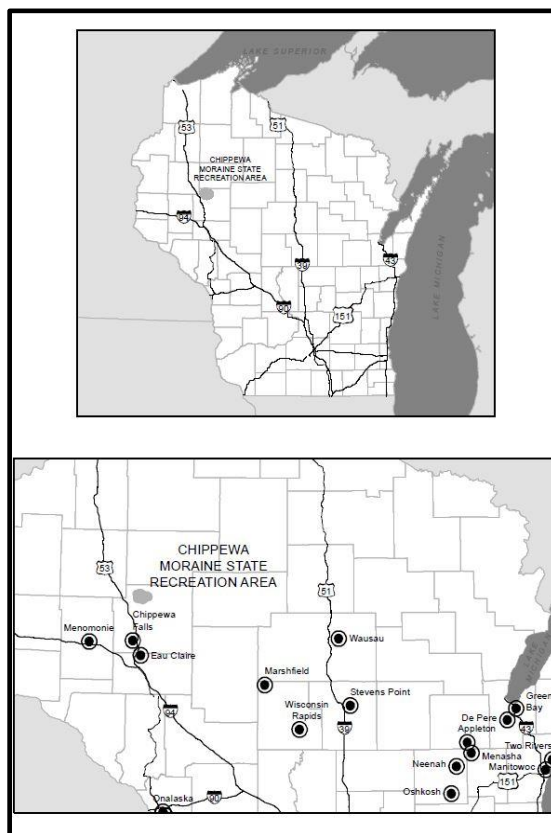 LAKE SUPERIOR
53
51
CHIPPEWA
MORAINE STATE
RECREATION AREA
94
39
43
90
151
LAKE MICHIGAN
CHIPPEWA
MORAINE STATE
RECREATION AREA
53
51
Chippewa
Falls
Menomonie
Eau Claire
Wausau
Marshfield
Stevens Point
Wisconsin
Rapids
LAKE
MICHIGAN
Green
Bay
De Pere
Appleton
94
39
43
Two Rivers
Menasha
Manitowoc
Neenah
151
Oshkosh
90
Onalaska